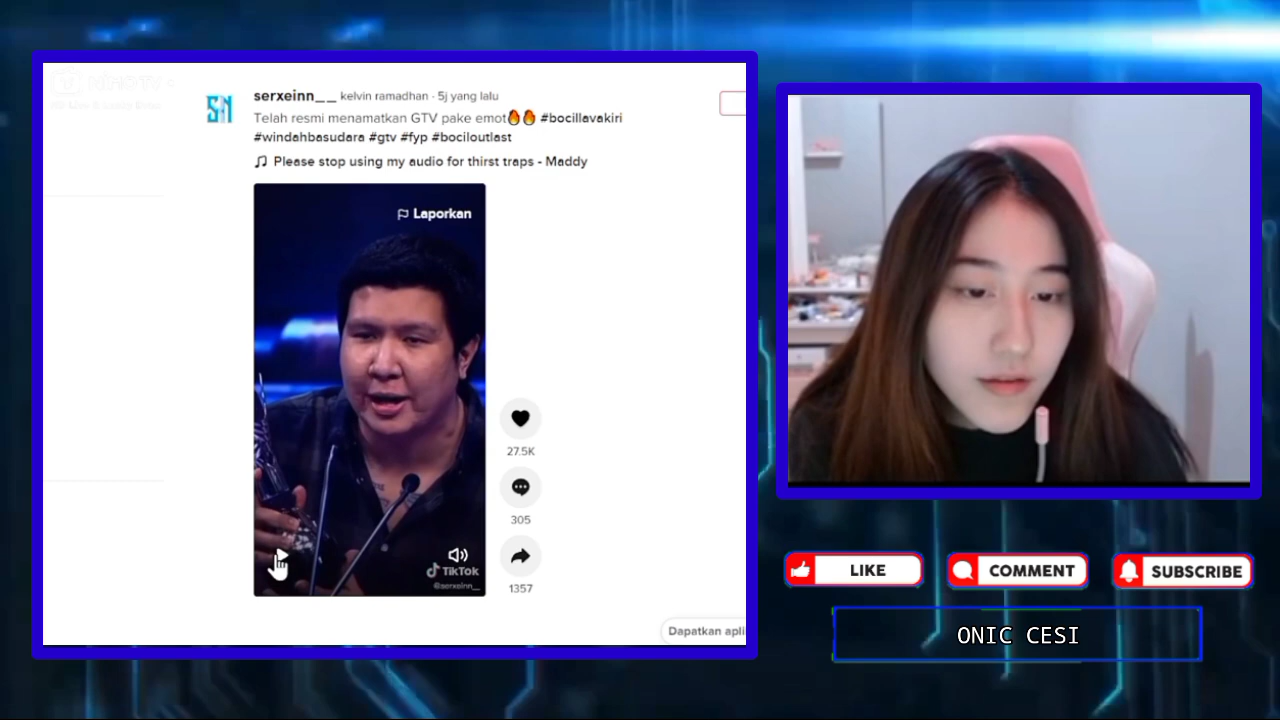 serxeinn__ kelvin ramadhan · 5j yang lalu
Telah resmi menamatkan GTV pake emot🔥🔥 #bocillavakiri
#windahbasudara #gtv #fyp #bociloutlast
♫ Please stop using my audio for thirst traps - Maddy
Laporkan
27.5K
305
1357
TikTok
@serxeinn__
Dapatkan apli
LIKE
COMMENT
SUBSCRIBE
ONIC CESI